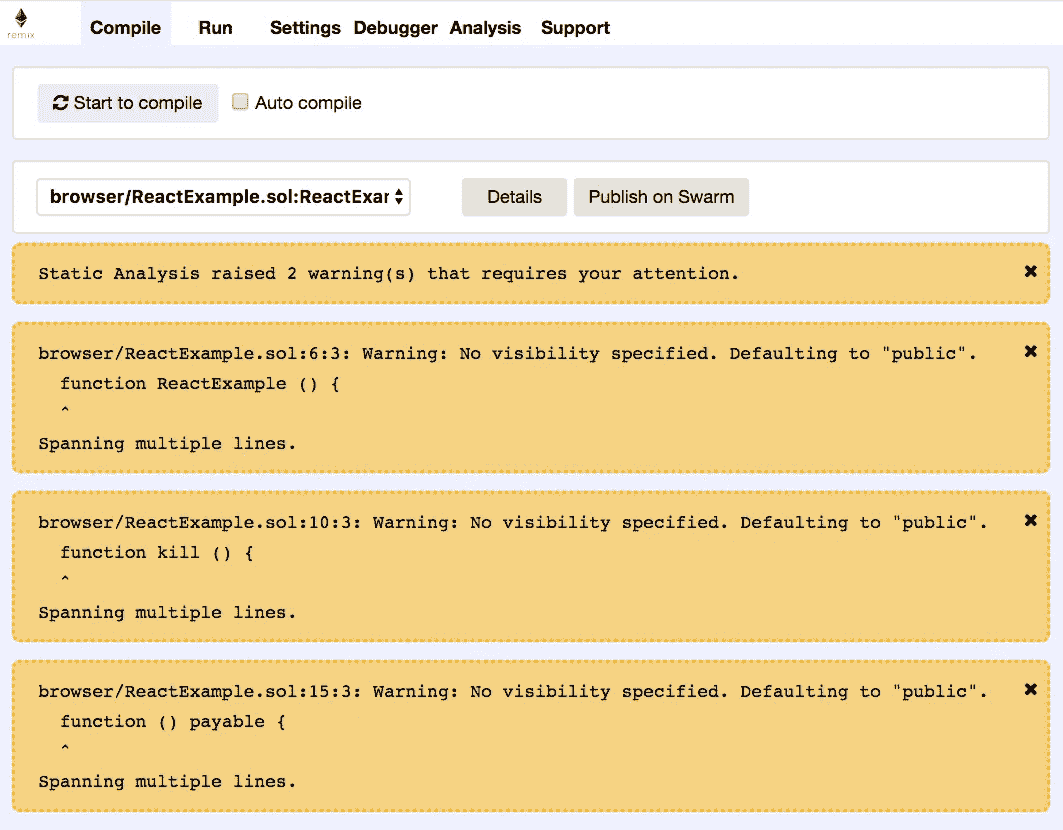 remix
Compile Run Settings Debugger Analysis Support
Start to compile Auto compile
browser/ReactExample.sol:ReactExar Details Publish on Swarm
Static Analysis raised 2 warning(s) that requires your attention.
browser/ReactExample.sol:6:3: Warning: No visibility specified. Defaulting to "public".
function ReactExample () {
^
Spanning multiple lines.
browser/ReactExample.sol:10:3: Warning: No visibility specified. Defaulting to "public".
function kill () {
^
Spanning multiple lines.
browser/ReactExample.sol:15:3: Warning: No visibility specified. Defaulting to "public".
function () payable {
^
Spanning multiple lines.